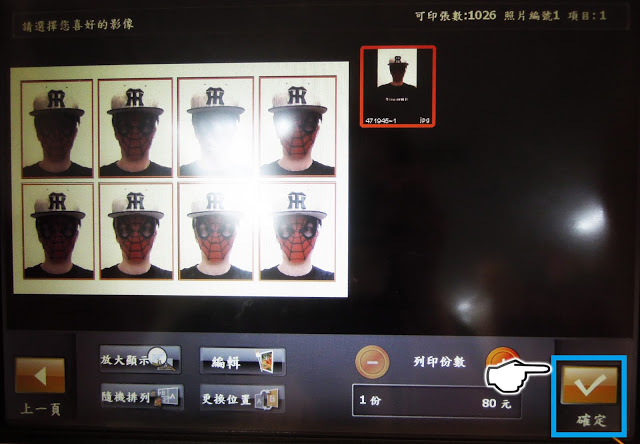 請選擇您喜好的影像
可印張數:1026 照片編號1 項目:1
471946-1 jpg
放大顯示
編輯
列印份數
隨機排列
更換位置
1份
80 元
上一頁
確定